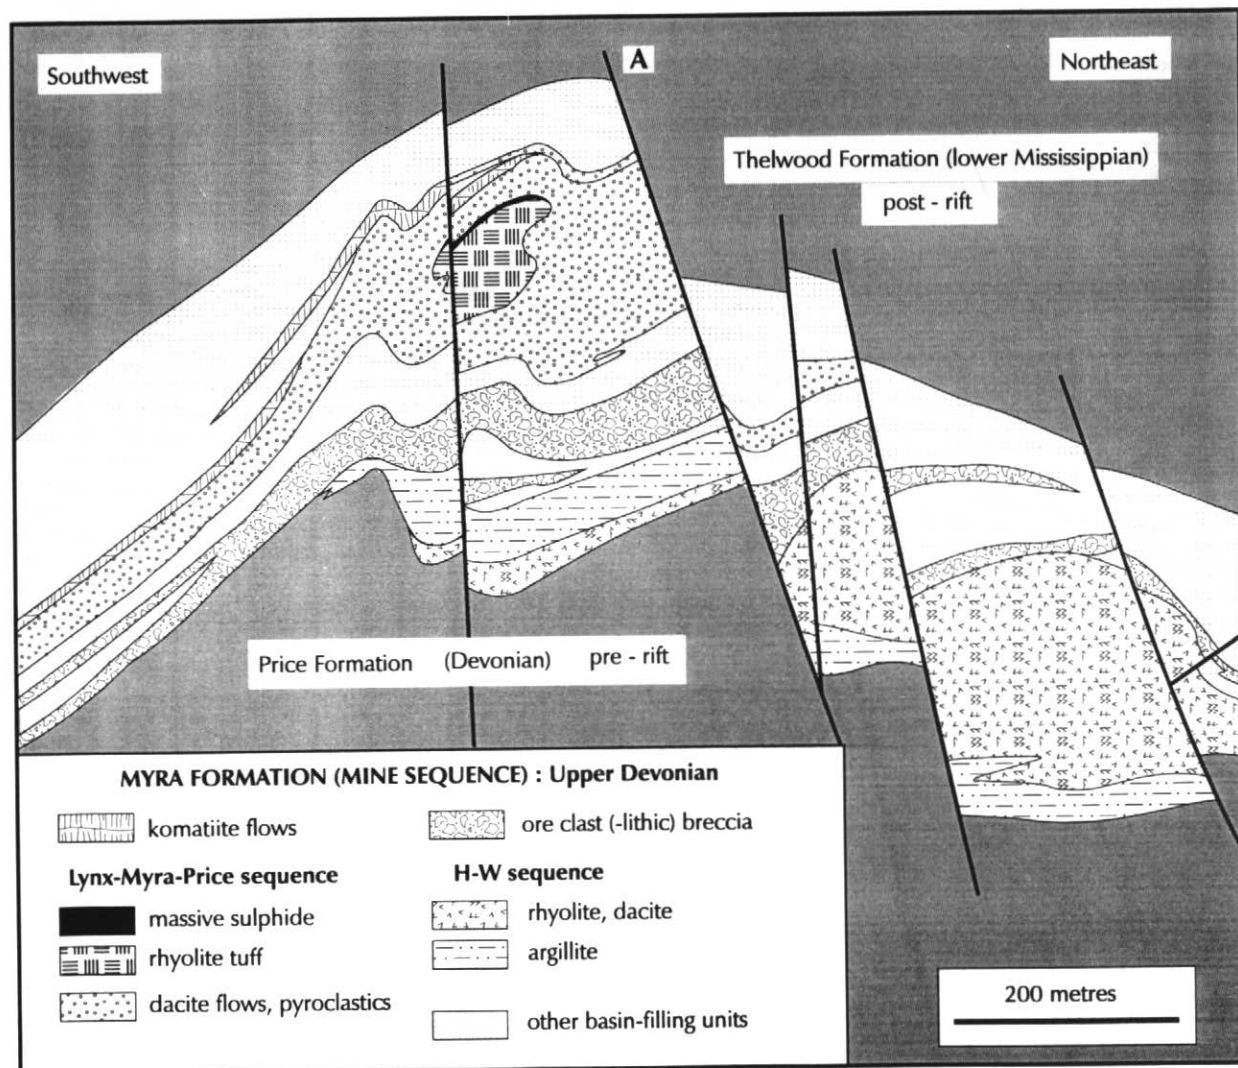 Southwest
A
Northeast
Thelwood Formation (lower Mississippian)
post - rift
Price Formation (Devonian) pre - rift
MYRA FORMATION (MINE SEQUENCE) : Upper Devonian
komatiite flows
ore clast (-lithic) breccia
Lynx-Myra-Price sequence
H-W sequence
massive sulphide
rhyolite, dacite
rhyolite tuff
argillite
dacite flows, pyroclastics
other basin-filling units
200 metres